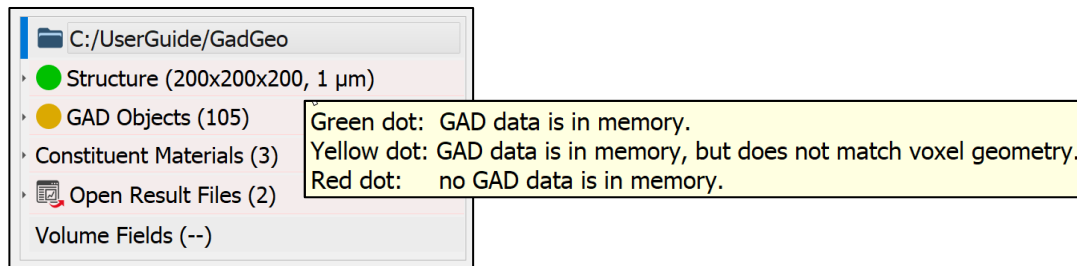 C:/UserGuide/GadGeo
Structure (200x200x200, 1 µm)
GAD Objects (105)
Green dot: GAD data is in memory.
Yellow dot: GAD data is in memory, but does not match voxel geometry.
Red dot: no GAD data is in memory.
Constituent Materials (3)
Open Result Files (2)
Volume Fields (--)